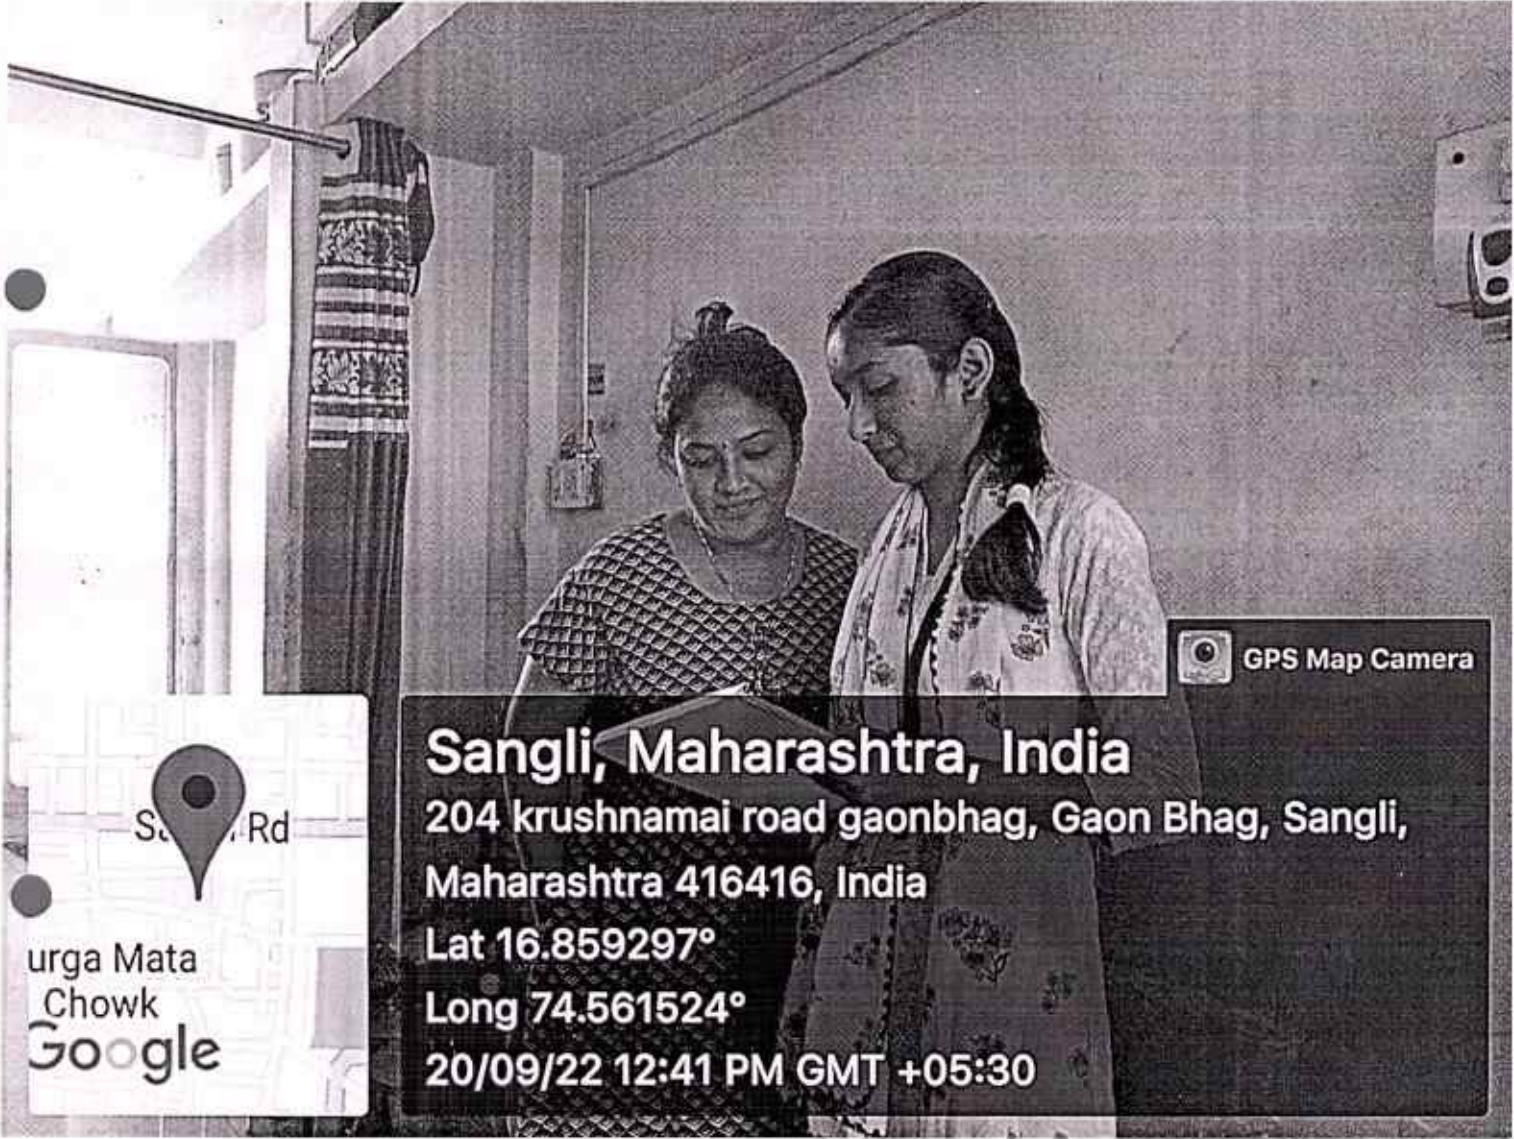 GPS Map Camera
Sangli, Maharashtra, India
204 krushnamai road gaonbhag, Gaon Bhag, Sangli,
Maharashtra 416416, India
Lat 16.859297°
Long 74.561524°
20/09/22 12:41 PM GMT +05:30
Rd
urga Mata
Chowk
Google